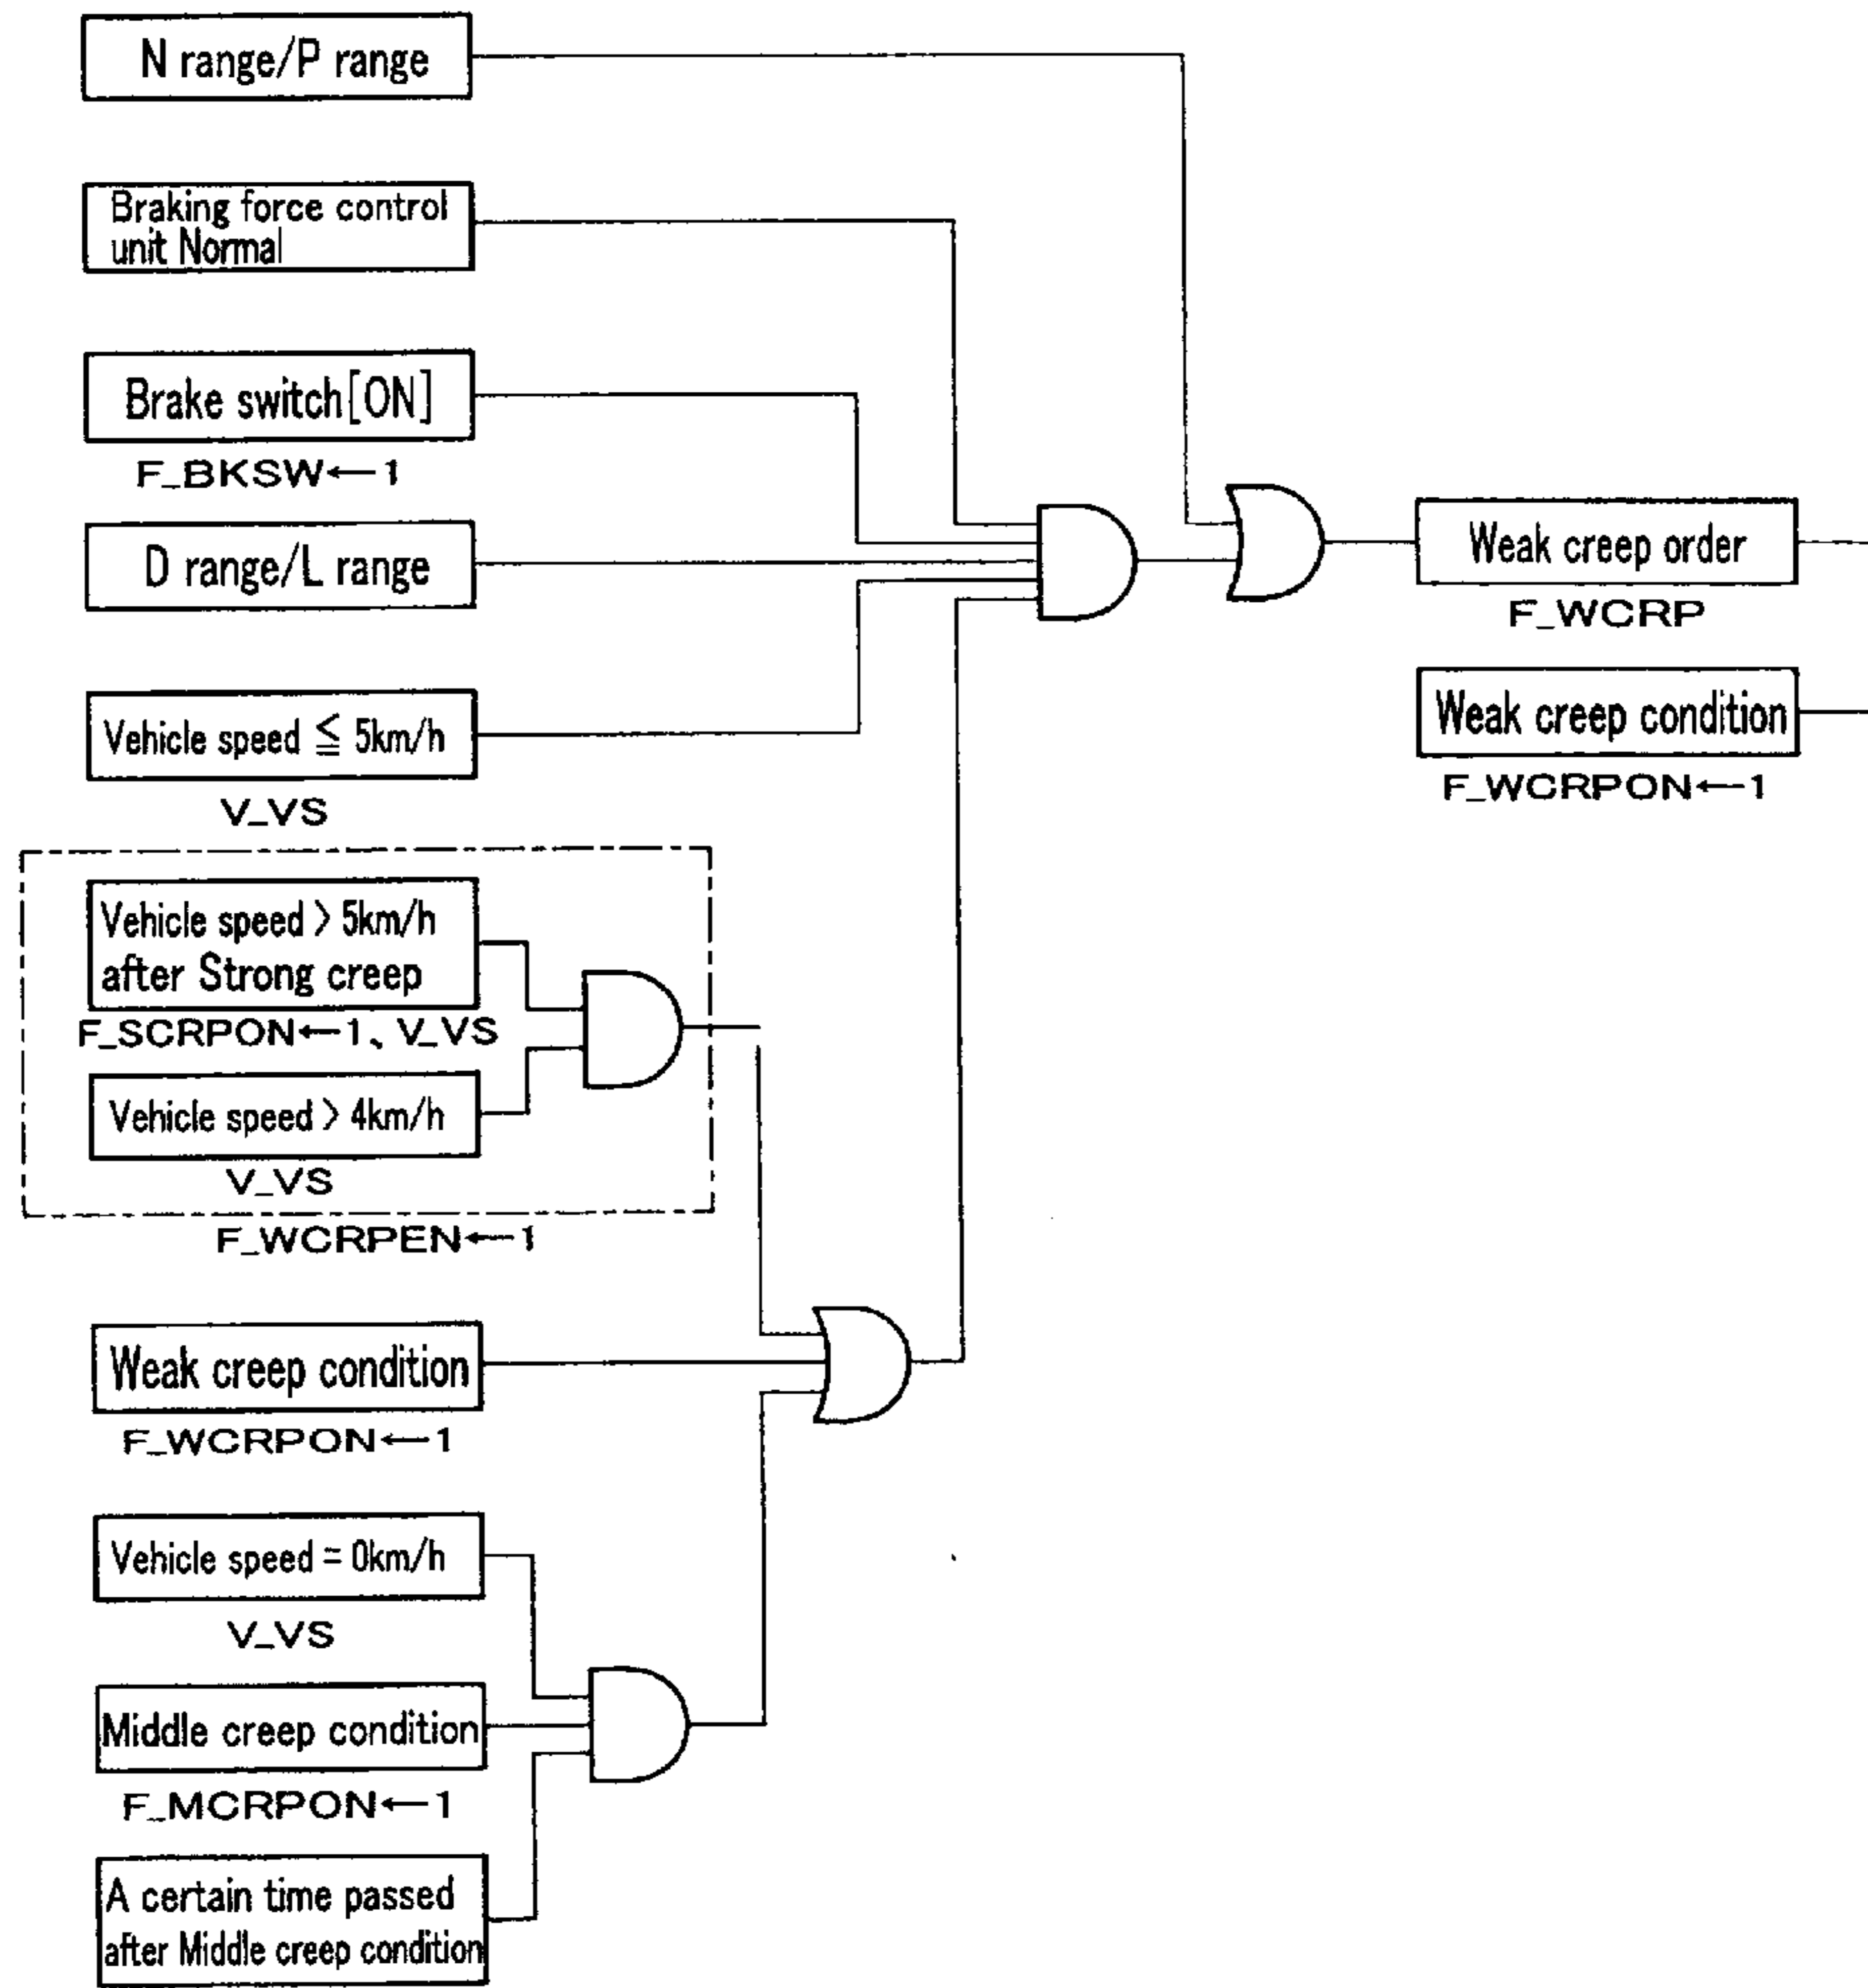 N range/P range
Braking force control
unit Normal
Brake switch[ON]
F_BKSW←1
D range/L range
Weak creep order
F_WCRP
Weak creep condition
F_WCRPON←1
Vehicle speed ≦ 5km/h
V_VS
Vehicle speed > 5km/h
after Strong creep
F_SCRPON←1、V_VS
Vehicle speed > 4km/h
V_VS
F_WCRPEN←1
Weak creep condition
F_WCRPON←1
Vehicle speed = 0km/h
V_VS
Middle creep condition
F_MCRPON←1
A certain time passed
after Middle creep condition